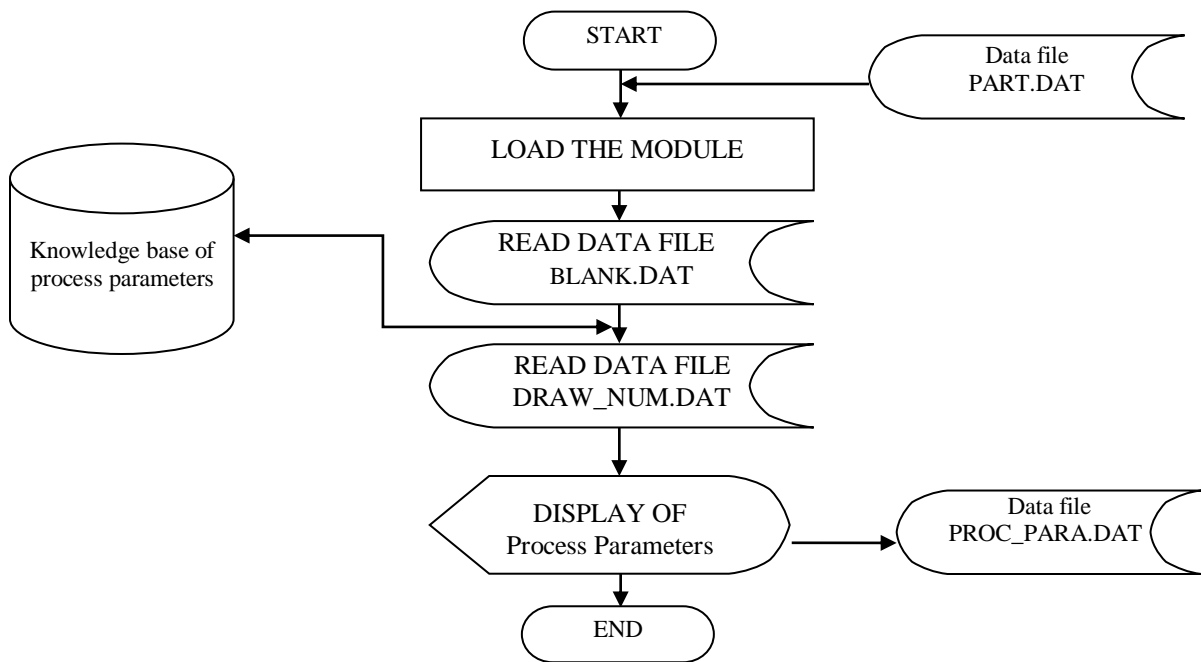 START
Data file
PART.DAT
LOAD THE MODULE
Knowledge base of
process parameters
READ DATA FILE
BLANK.DAT
READ DATA FILE
DRAW_NUM.DAT
DISPLAY OF
Process Parameters
Data file
PROC_PARA.DAT
END